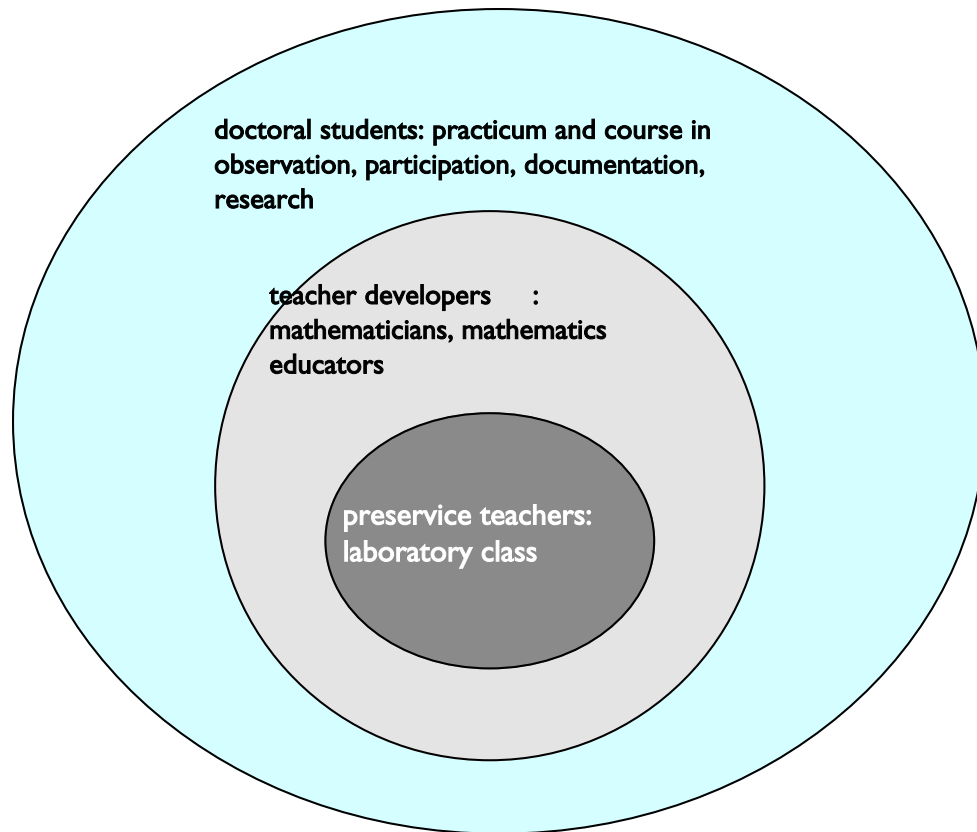 doctoral students: practicum and course in
observation, participation, documentation,
research
teacher developers :
mathematicians, mathematics
educators
preservice teachers:
laboratory class